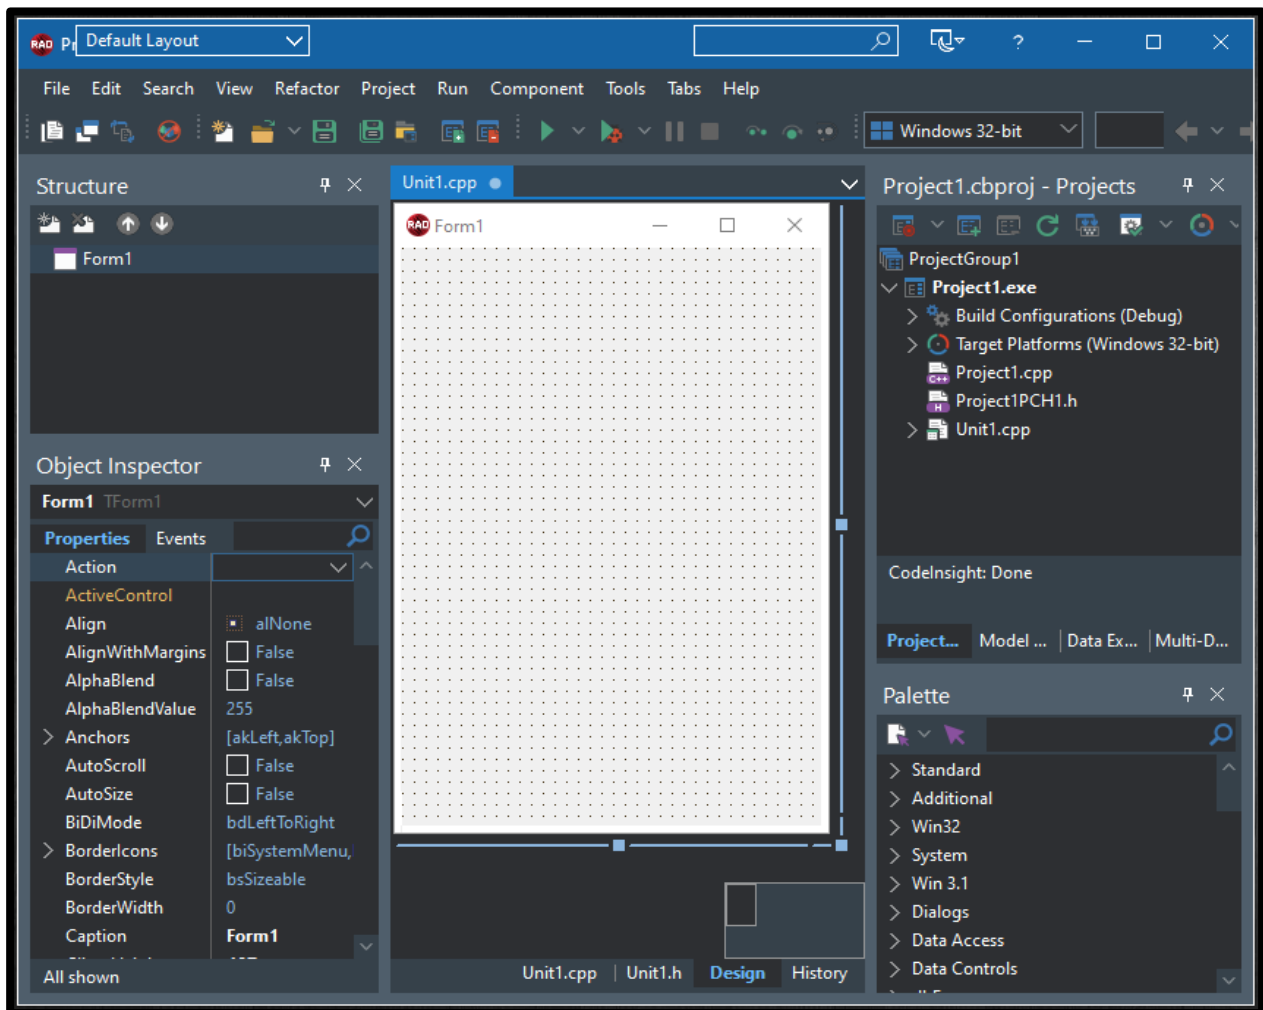 RAD Pr Default Layout ?
File Edit Search View Refactor Project Run Component Tools Tabs Help
Windows 32-bit
Structure
Form1
Object Inspector
Form1 TForm1
Properties Events
Action
ActiveControl
Align alNone
AlignWithMargins False
AlphaBlend False
AlphaBlendValue 255
Anchors [akLeft,akTop]
AutoScroll False
AutoSize False
BiDiMode bdLeftToRight
BorderIcons [biSystemMenu,
BorderStyle bsSizeable
BorderWidth 0
Caption Form1
All shown
Unit1.cpp
RAD Form1
Unit1.cpp Unit1.h Design History
Project1.cbproj - Projects
ProjectGroup1
Project1.exe
Build Configurations (Debug)
Target Platforms (Windows 32-bit)
C++ Project1.cpp
H Project1PCH1.h
Unit1.cpp
CodeInsight: Done
Project... Model ... Data Ex... Multi-D...
Palette
Standard
Additional
Win32
System
Win 3.1
Dialogs
Data Access
Data Controls